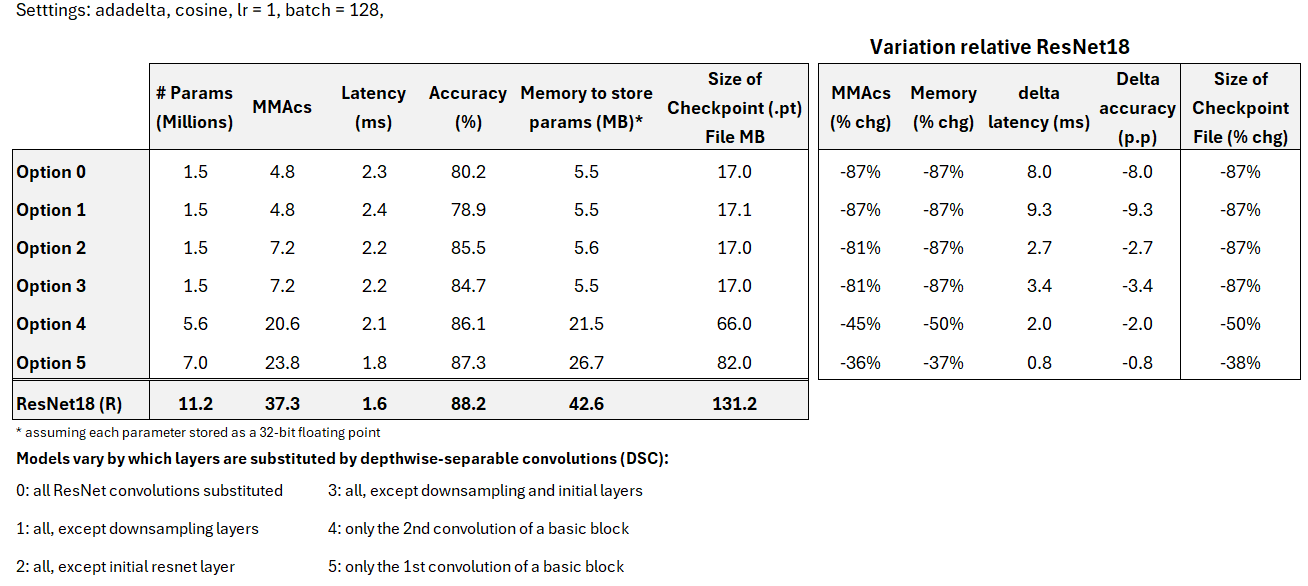 Setttings: adadelta, cosine, lr = 1, batch = 128,
Variation relative ResNet18
# Params (Millions) MMAcs Latency (ms) Accuracy (%) Memory to store params (MB)* Size of Checkpoint (.pt) File MB MMACs (% chg) Memory (% chg) delta latency (ms) Delta accuracy (p.p) Size of Checkpoint File (% chg)
Option 0 1.5 4.8 2.3 80.2 5.5 17.0 -87% -87% 8.0 -8.0 -87%
Option 1 1.5 4.8 2.4 78.9 5.5 17.1 -87% -87% 9.3 -9.3 -87%
Option 2 1.5 7.2 2.2 85.5 5.6 17.0 -81% -87% 2.7 -2.7 -87%
Option 3 1.5 7.2 2.2 84.7 5.5 17.0 -81% -87% 3.4 -3.4 -87%
Option 4 5.6 20.6 2.1 86.1 21.5 66.0 -45% -50% 2.0 -2.0 -50%
Option 5 7.0 23.8 1.8 87.3 26.7 82.0 -36% -37% 0.8 -0.8 -38%
ResNet18 (R) 11.2 37.3 1.6 88.2 42.6 131.2
* assuming each parameter stored as a 32-bit floating point
Models vary by which layers are substituted by depthwise-separable convolutions (DSC):
0: all ResNet convolutions substituted 3: all, except downsampling and initial layers
1: all, except downsampling layers 4: only the 2nd convolution of a basic block
2: all, except initial resnet layer 5: only the 1st convolution of a basic block